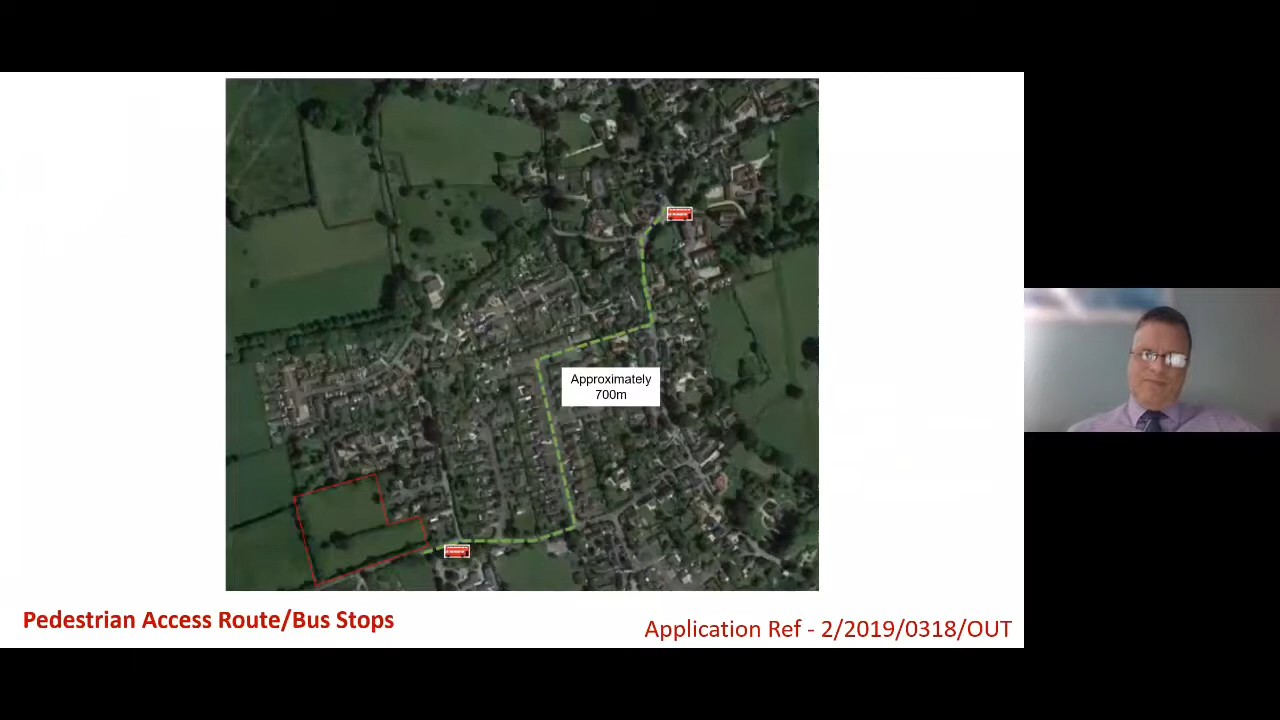 Approximately
700m
Pedestrian Access Route/Bus Stops
Application Ref - 2/2019/0318/OUT